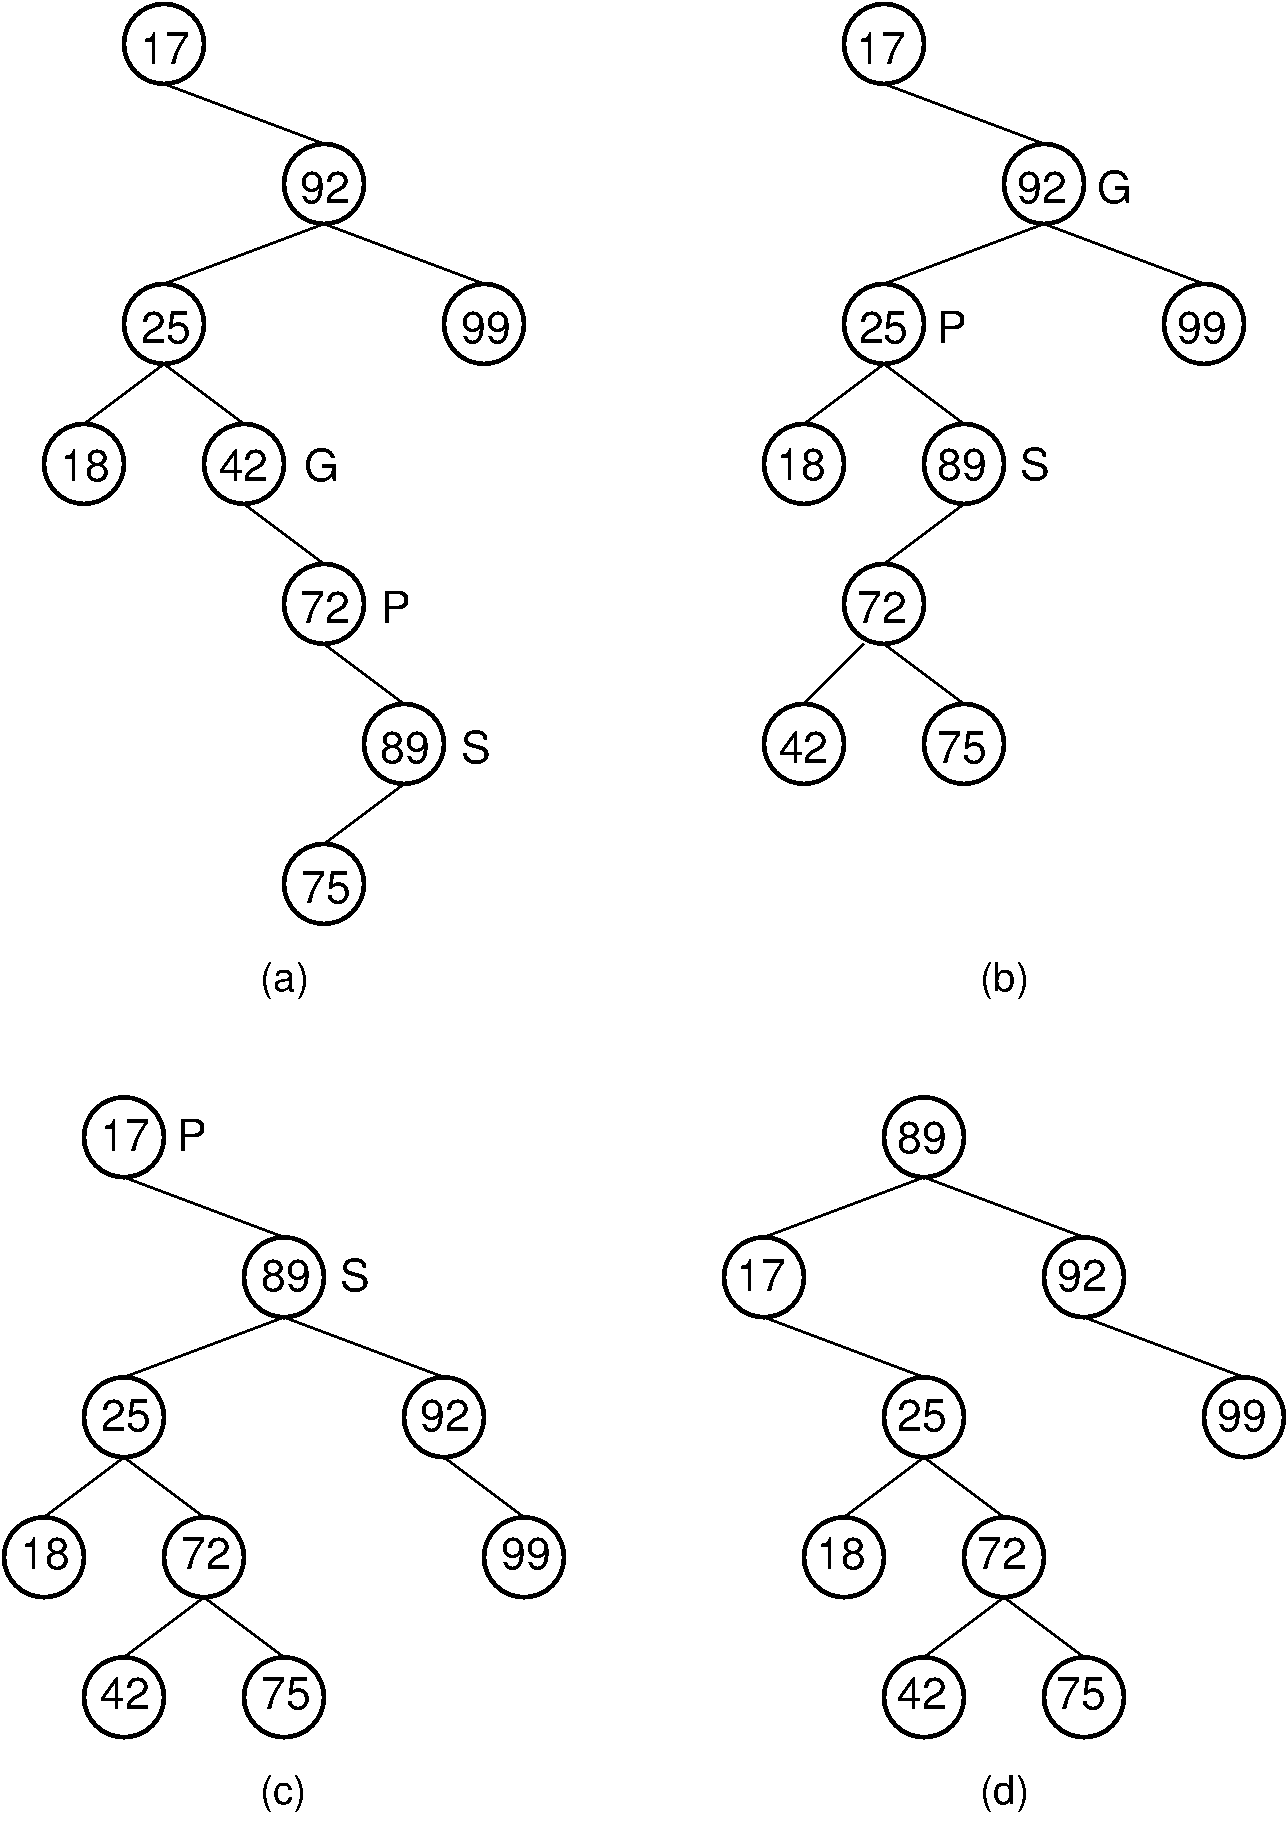 17 17
92 92 G
25 99 25 P 99
18 42 G 18 89 S
72 P 72
89 S 42 75
75
(a) (b)
17 P 89
89 S 17 92
25 92 25 99
18 72 99 18 72
42 75 42 75
(c) (d)